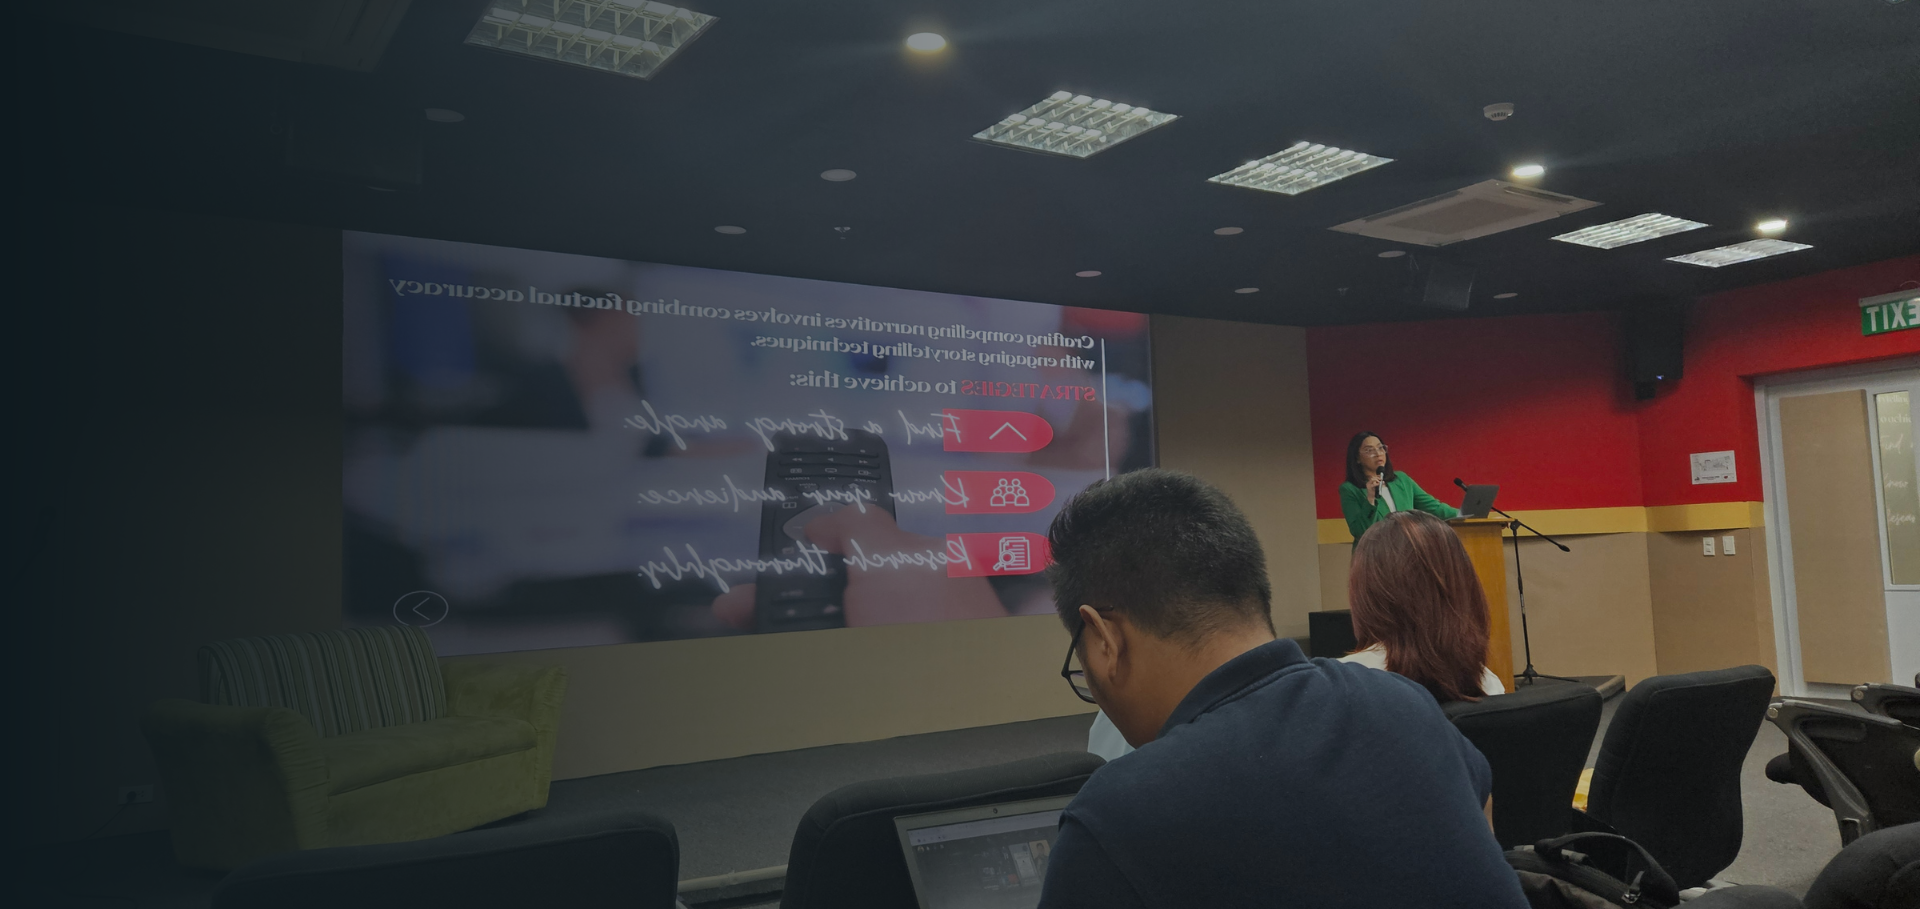 Crafting compelling narratives involves combing factual accuracy
with engaging storytelling techniques.
STRATEGIES to achieve this:
Find a strong angle.
Know your audience.
Research thoroughly.
EXIT